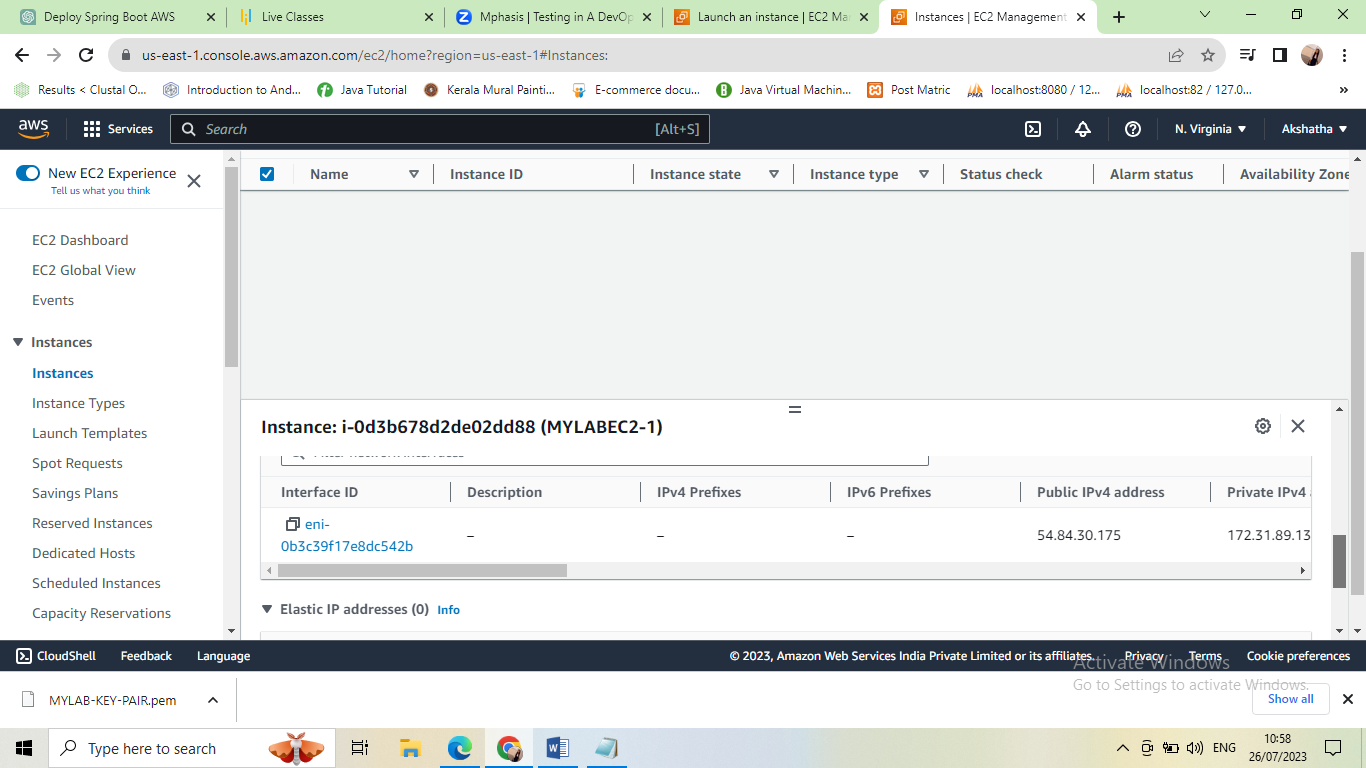 Deploy Spring Boot AWS
Live Classes
Mphasis | Testing in A DevOp
Launch an instance | EC2 Ma
Instances | EC2 Management
us-east-1.console.aws.amazon.com/ec2/home?region=us-east-1#Instances:
Results < Clustal O...
Introduction to And...
Java Tutorial
Kerala Mural Painti...
E-commerce docu...
Java Virtual Machin...
Post Matric
localhost:8080 / 12...
localhost:82 / 127.0...
aws
Services
Search
[Alt+S]
N. Virginia
Akshatha
New EC2 Experience
Tell us what you think
EC2 Dashboard
EC2 Global View
Events
Instances
Instances
Instance Types
Launch Templates
Spot Requests
Savings Plans
Reserved Instances
Dedicated Hosts
Scheduled Instances
Capacity Reservations
Name
Instance ID
Instance state
Instance type
Status check
Alarm status
Availability Zone
Instance: i-0d3b678d2de02dd88 (MYLABEC2-1)
Interface ID
Description
IPv4 Prefixes
IPv6 Prefixes
Public IPv4 address
Private IPv4
eni-
0b3c39f17e8dc542b
–
–
–
54.84.30.175
172.31.89.13
Elastic IP addresses (0)
Info
CloudShell
Feedback
Language
© 2023, Amazon Web Services India Private Limited or its affiliates.
Privacy
Terms
Cookie preferences
Activate Windows
Go to Settings to activate Windows.
MYLAB-KEY-PAIR.pem
Show all
Type here to search
ENG
10:58
26/07/2023